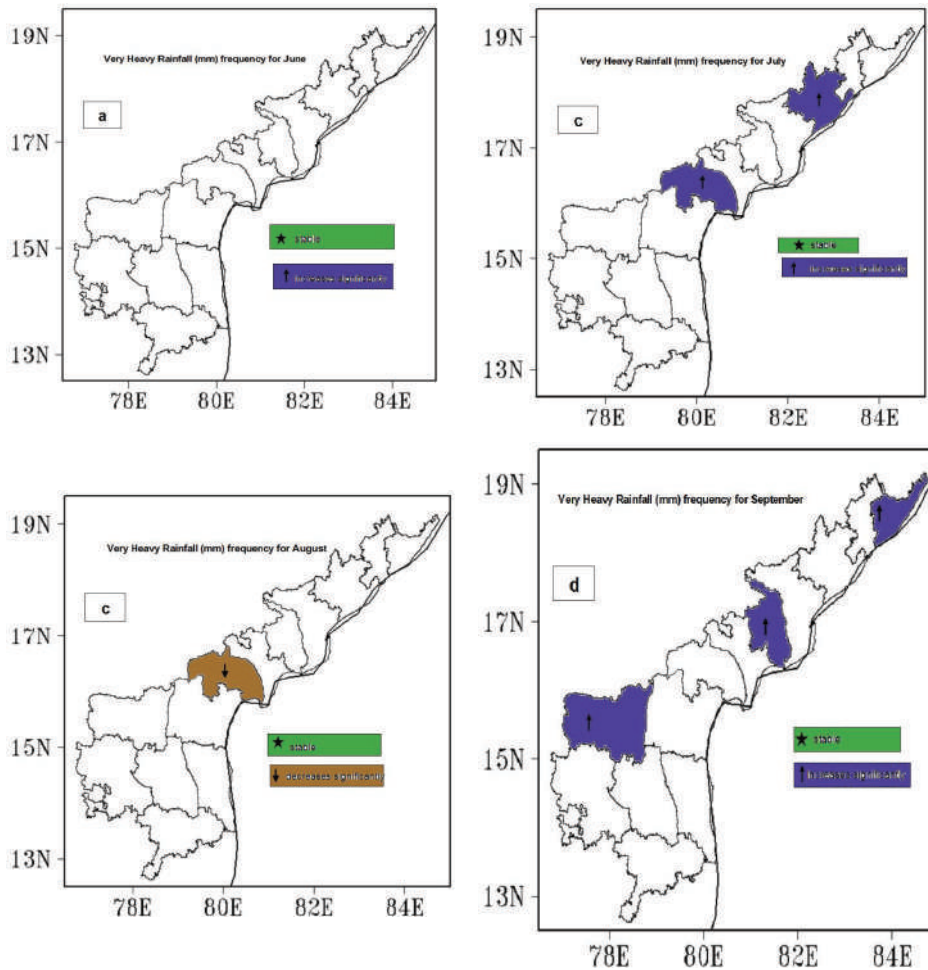 19N
17N
15N
13N
Very Heavy Rainfall (mm) frequency for June
a
stable
78E 80E 82E 84E
19N
17N
15N
13N
Very Heavy Rainfall (mm) frequency for July
c
stable
78E 80E 82E 84E
19N
17N
15N
13N
Very Heavy Rainfall (mm) frequency for August
c
stable
decreases significantly
78E 80E 82E 84E
19N
17N
15N
13N
Very Heavy Rainfall (mm) frequency for September
d
stable
78E 80E 82E 84E